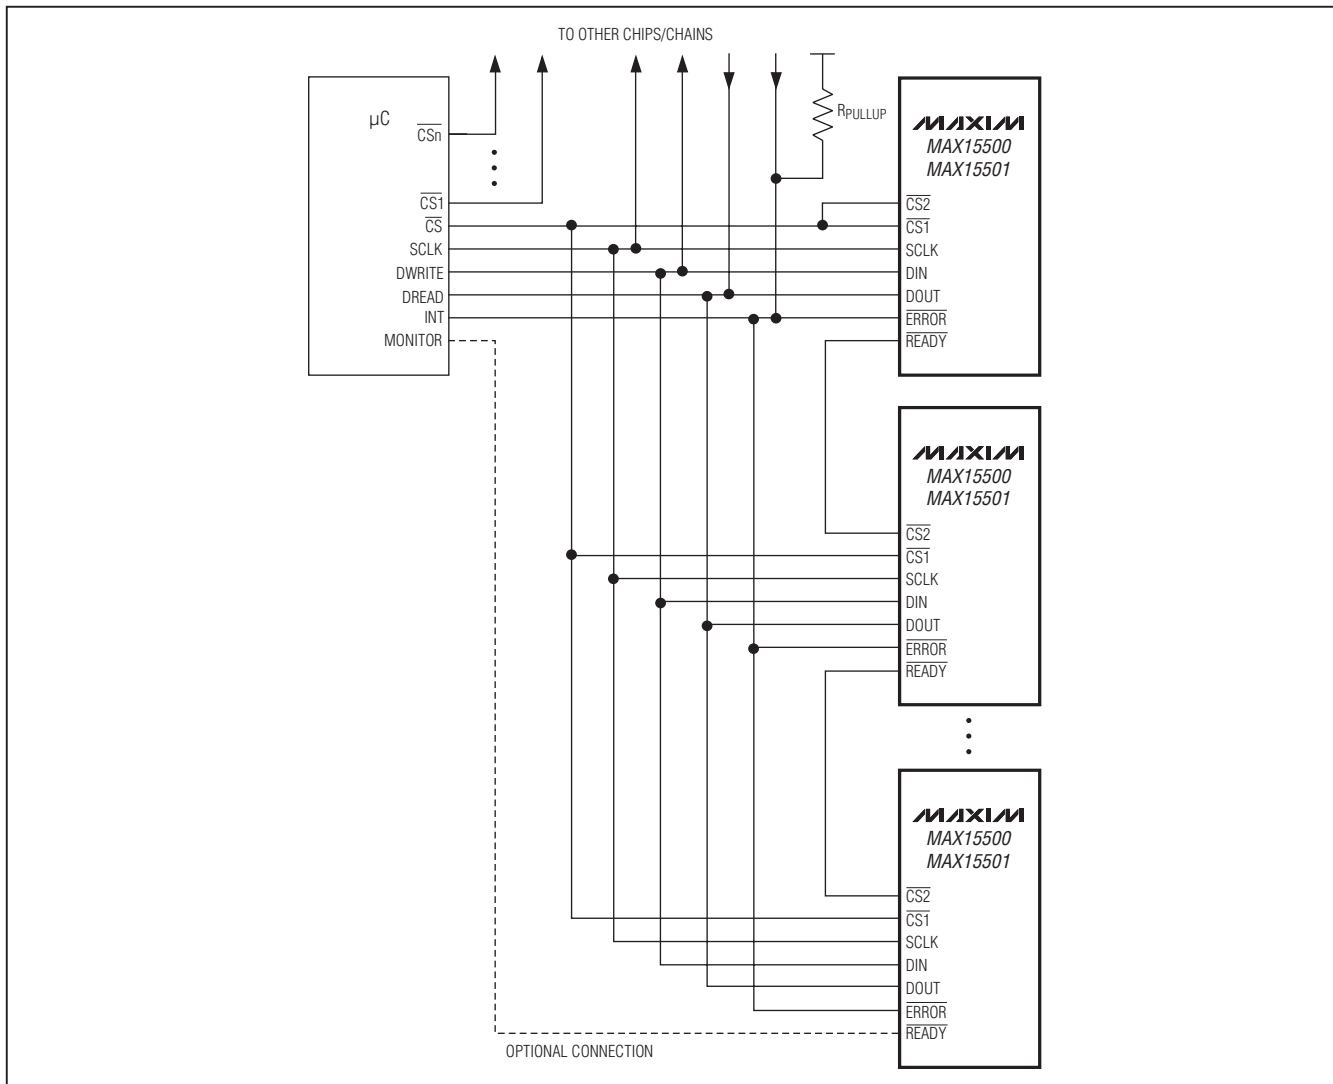 TO OTHER CHIPS/CHAINS
µC
CSn
CS1
CS
SCLK
DWRITE
DREAD
INT
MONITOR
RPULLUP
MAXIM
MAX15500
MAX15501
CS2
CS1
SCLK
DIN
DOUT
ERROR
READY
MAXIM
MAX15500
MAX15501
CS2
CS1
SCLK
DIN
DOUT
ERROR
READY
MAXIM
MAX15500
MAX15501
CS2
CS1
SCLK
DIN
DOUT
ERROR
READY
OPTIONAL CONNECTION